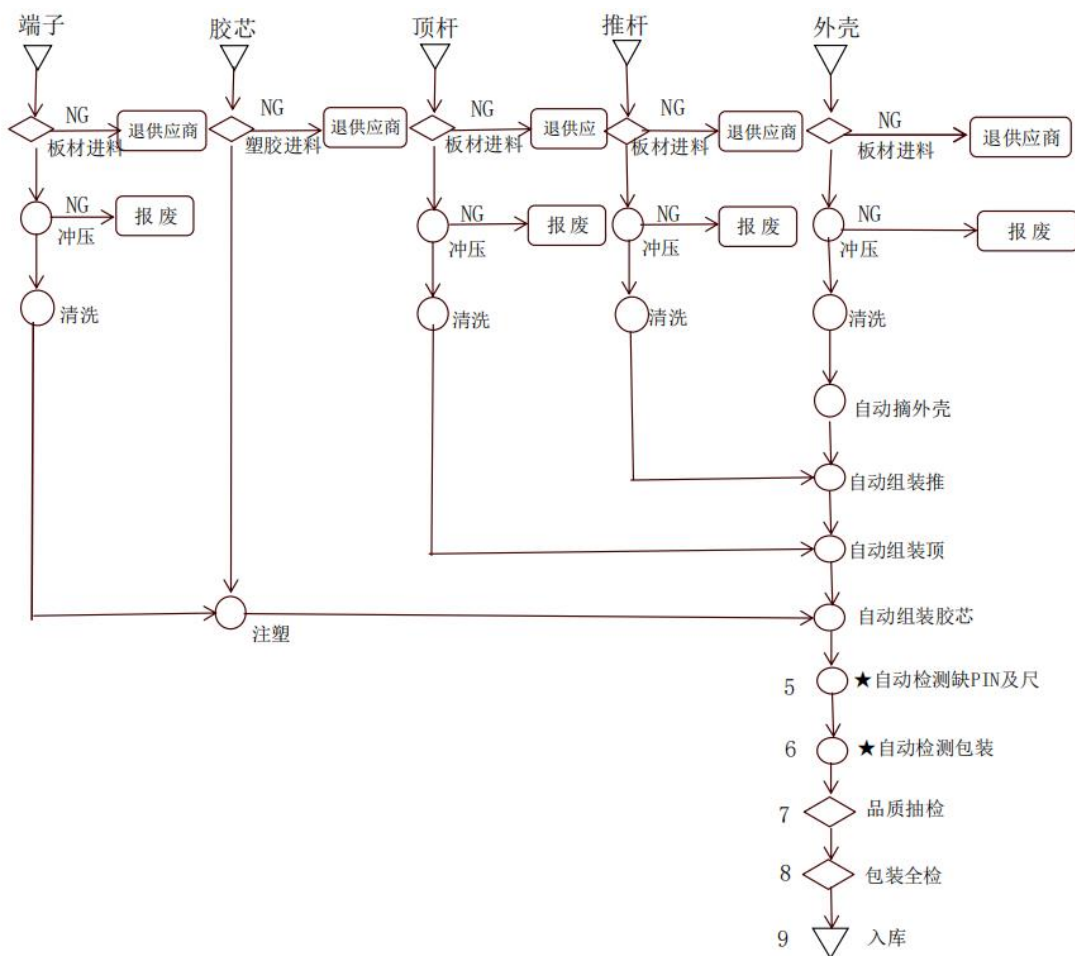 端子
胶芯
顶杆
推杆
外壳
NG
退供应商
NG
退供应商
NG
退供应
NG
退供应商
NG
退供应商
板材进料
塑胶进料
板材进料
板材进料
板材进料
NG
报废
NG
报废
NG
报废
NG
报废
冲压
冲压
冲压
冲压
清洗
清洗
清洗
清洗
自动摘外壳
自动组装推
自动组装顶
自动组装胶芯
注塑
5 ★自动检测缺PIN及尺
6 ★自动检测包装
7 品质抽检
8 包装全检
9 入库